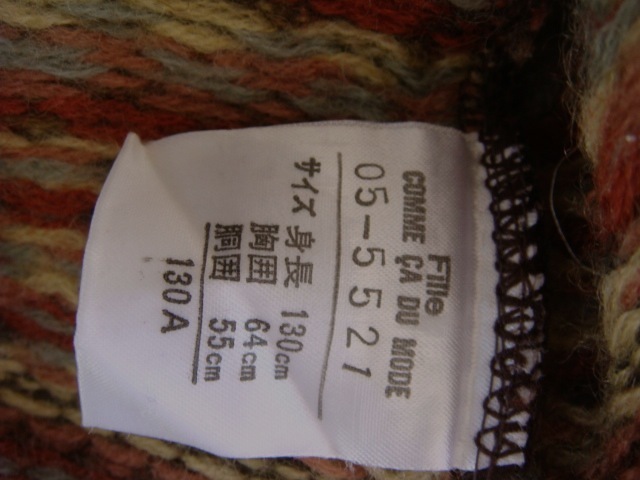 COMME ÇA DU MODE
Fille
05-5521
サイズ 身長 130cm
胸囲 64cm
胴囲 55cm
130A